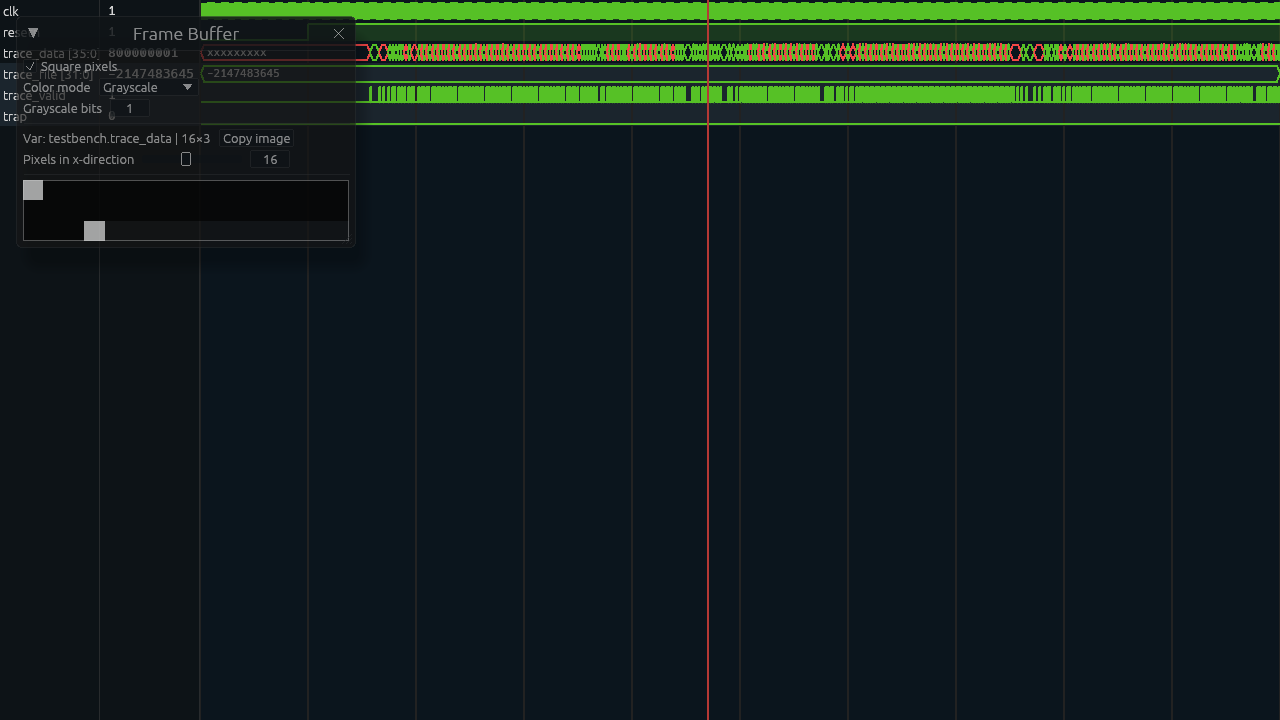 clk 1
rese 1
Frame Buffer
trace_data [35:0] 800000001 xxxxxxxxx
Square pixels
trace_file [31:0] -2147483645 -2147483645
Color mode Grayscale
trace_valid 1
Grayscale bits 1
trap 0
Var: testbench.trace_data | 16×3 Copy image
Pixels in x-direction 16